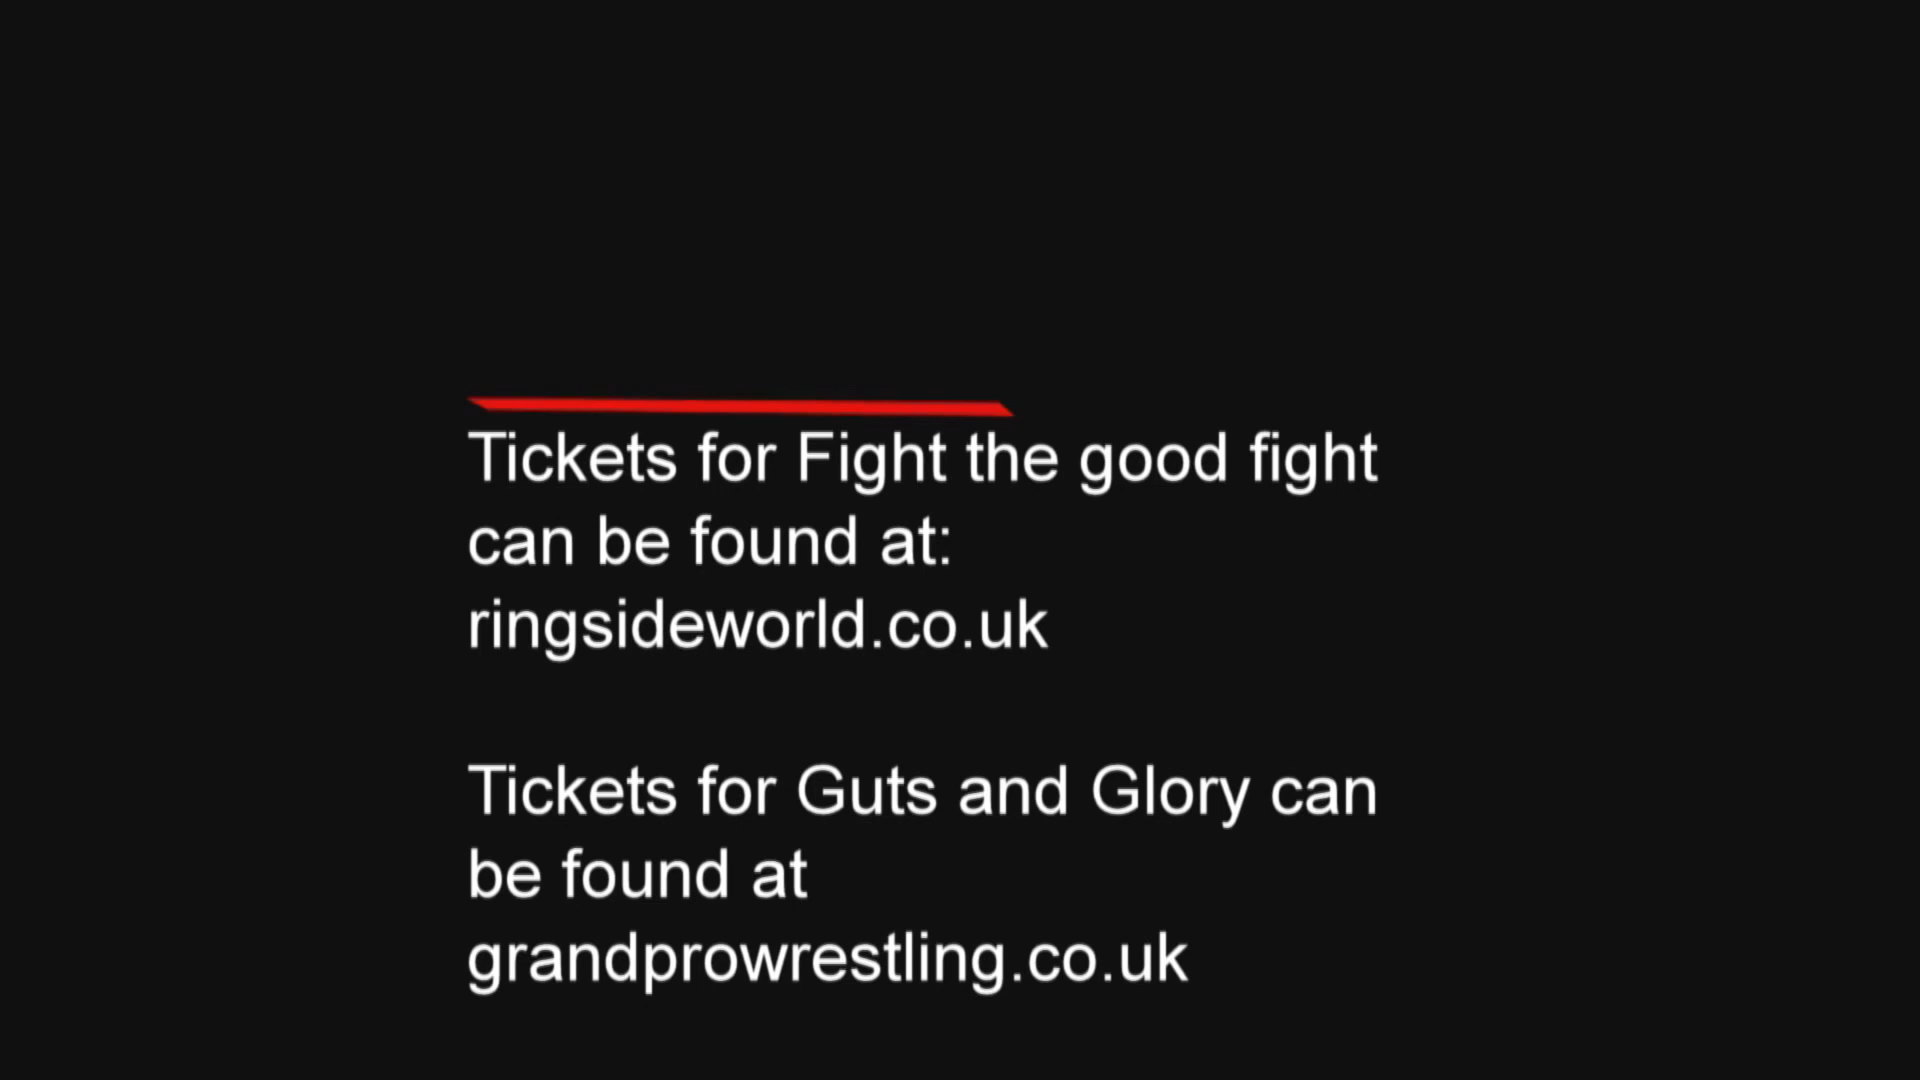 Tickets for Fight the good fight
can be found at:
ringsideworld.co.uk
Tickets for Guts and Glory can
be found at
grandprowrestling.co.uk